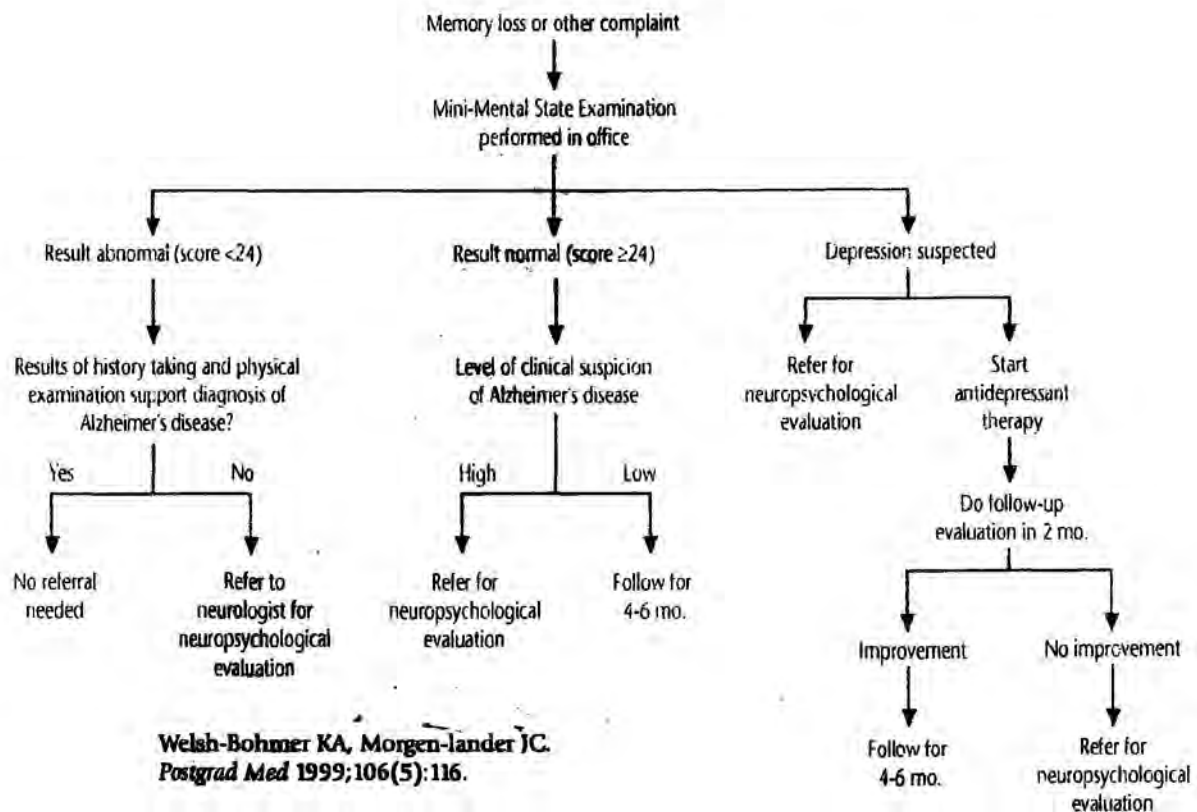 Memory loss or other complaint
Mini-Mental State Examination
performed in office
Result abnormal (score <24)
Result normal (score ≥24)
Depression suspected
Results of history taking and physical
examination support diagnosis of
Alzheimer's disease?
Level of clinical suspicion
of Alzheimer's disease
Refer for
neuropsychological
evaluation
Start
antidepressant
therapy
Yes
No
High
Low
Do follow-up
evaluation in 2 mo.
No referral
needed
Refer to
neurologist for
neuropsychological
evaluation
Refer for
neuropsychological
evaluation
Follow for
4-6 mo.
Improvement
No improvement
Follow for
4-6 mo.
Refer for
neuropsychological
evaluation
Welsh-Bohmer KA, Morgen-lander JC.
Postgrad Med 1999;106(5):116.